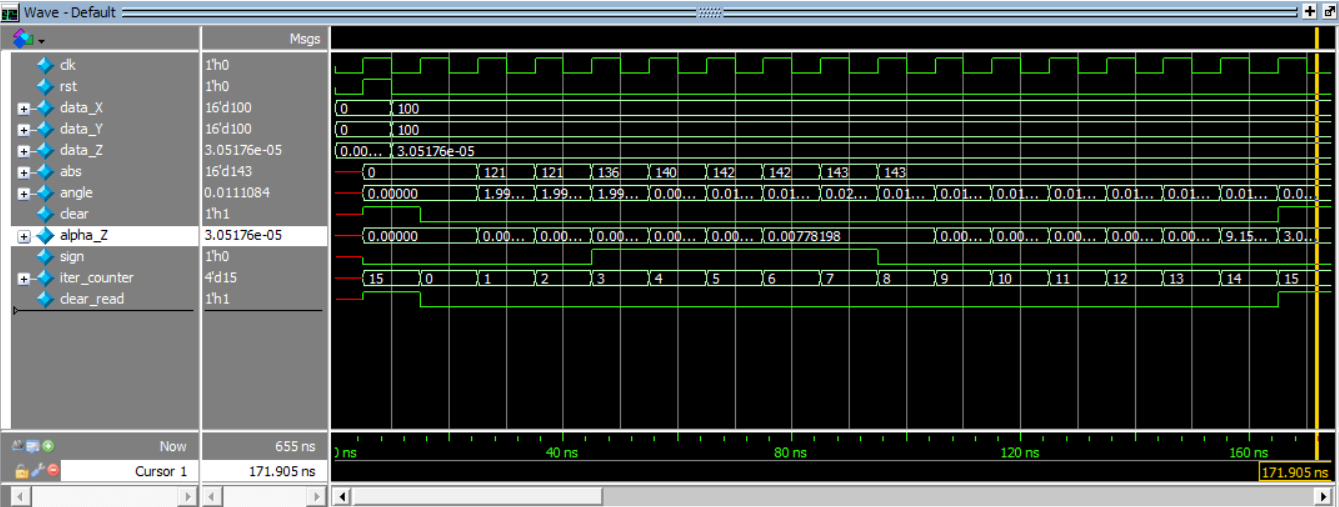 Wave - Default
Msgs
clk 1'h0
rst 1'h0
data_X 16'd100 0 100
data_Y 16'd100 0 100
data_Z 3.05176e-05 0.00... 3.05176e-05
abs 16'd143 0 121 121 136 140 142 142 143 143
angle 0.0111084 0.00000 1.99... 1.99... 1.99... 0.00... 0.01... 0.01... 0.02... 0.01... 0.01... 0.01... 0.01... 0.01... 0.01... 0.01... 0.0...
clear 1'h1
alpha_Z 3.05176e-05 0.00000 0.00... 0.00... 0.00... 0.00... 0.00... 0.00778198 0.00... 0.00... 0.00... 0.00... 0.00... 9.15... 3.0...
sign 1'h0
iter_counter 4'd15 15 0 1 2 3 4 5 6 7 8 9 10 11 12 13 14 15
clear_read 1'h1
Now 655 ns ns 40 ns 80 ns 120 ns 160 ns
Cursor 1 171.905 ns 171.905 ns